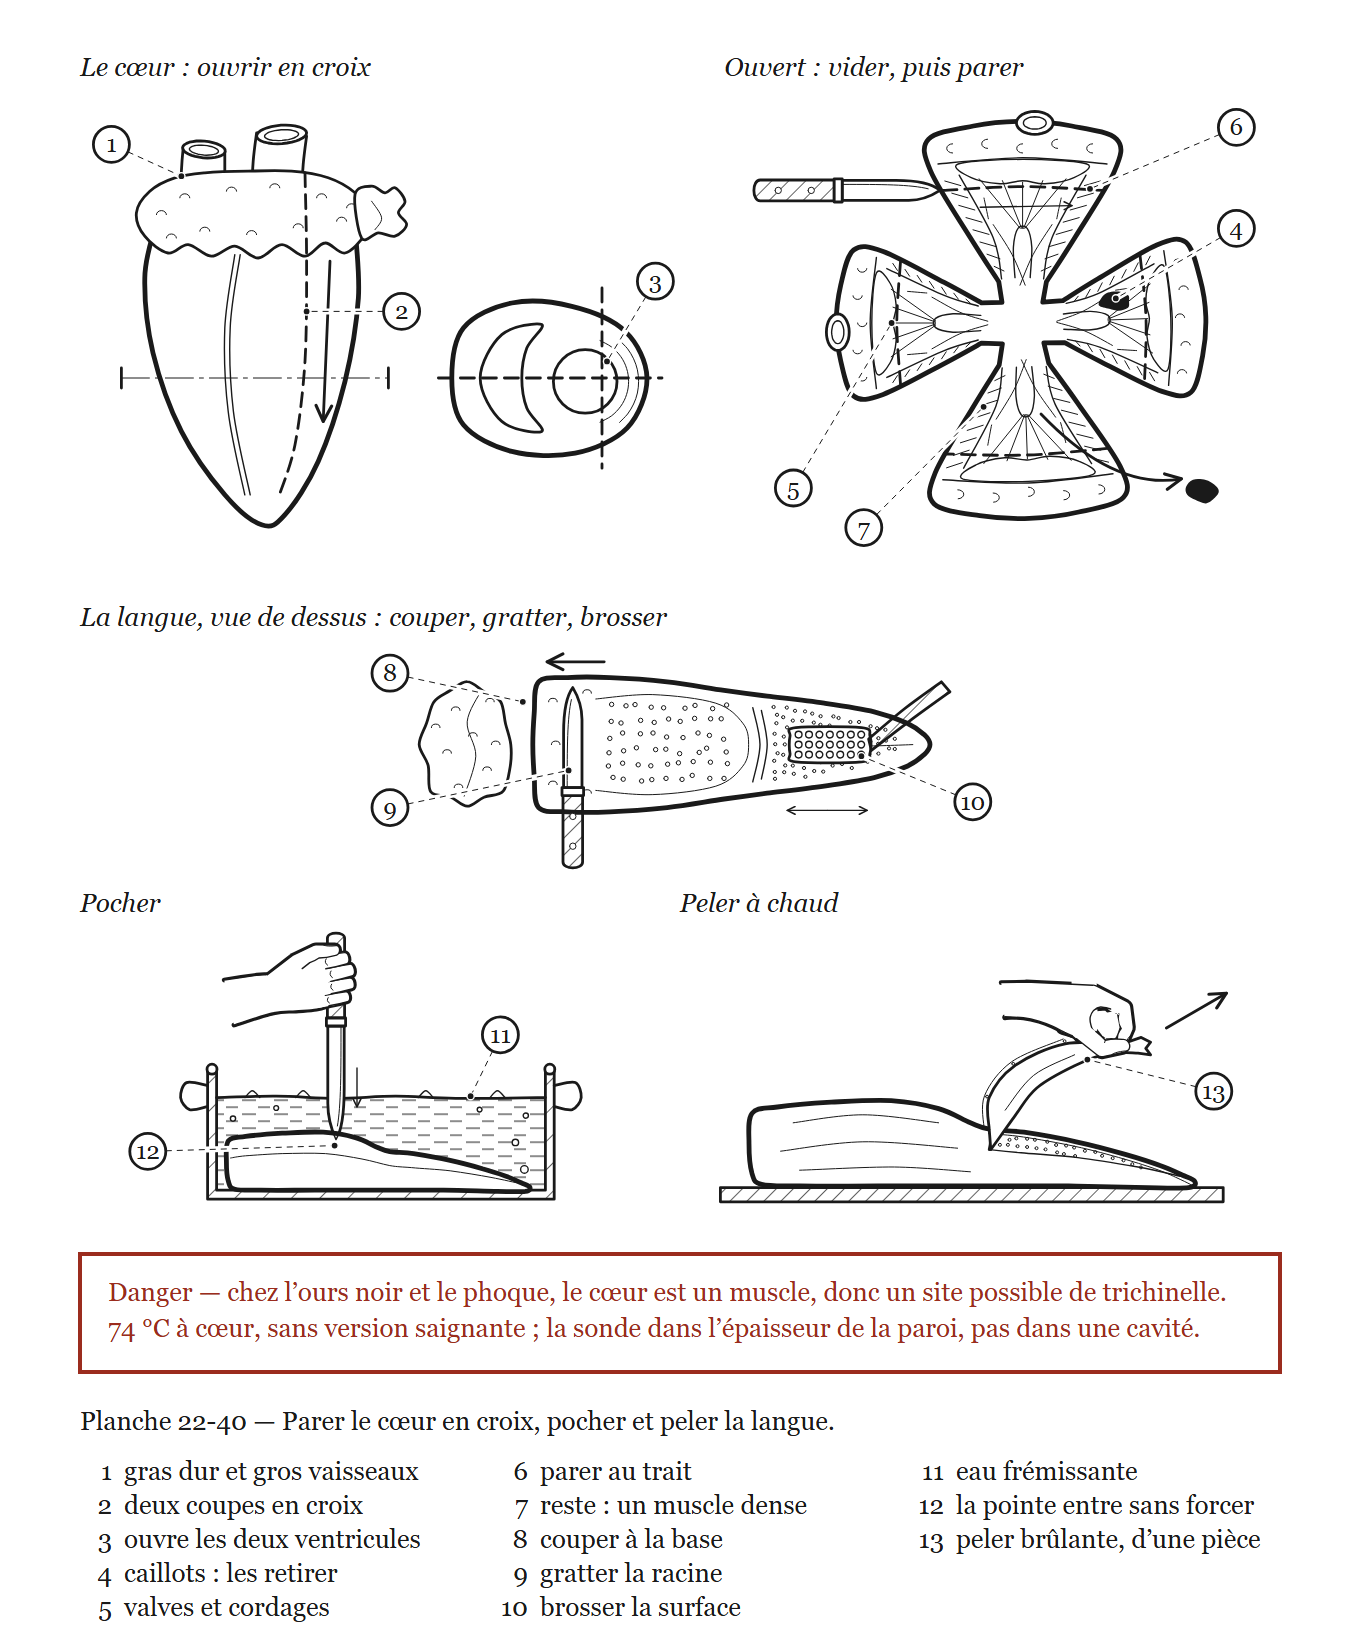 Le cœur : ouvrir en croix
Ouvert : vider, puis parer
1
2
3
6
4
5
7
La langue, vue de dessus : couper, gratter, brosser
8
9
10
Pocher
Peler à chaud
11
12
13
Danger — chez l’ours noir et le phoque, le cœur est un muscle, donc un site possible de trichinelle.
74 °C à cœur, sans version saignante ; la sonde dans l’épaisseur de la paroi, pas dans une cavité.
Planche 22-40 — Parer le cœur en croix, pocher et peler la langue.
1 gras dur et gros vaisseaux
2 deux coupes en croix
3 ouvre les deux ventricules
4 caillots : les retirer
5 valves et cordages
6 parer au trait
7 reste : un muscle dense
8 couper à la base
9 gratter la racine
10 brosser la surface
11 eau frémissante
12 la pointe entre sans forcer
13 peler brûlante, d’une pièce